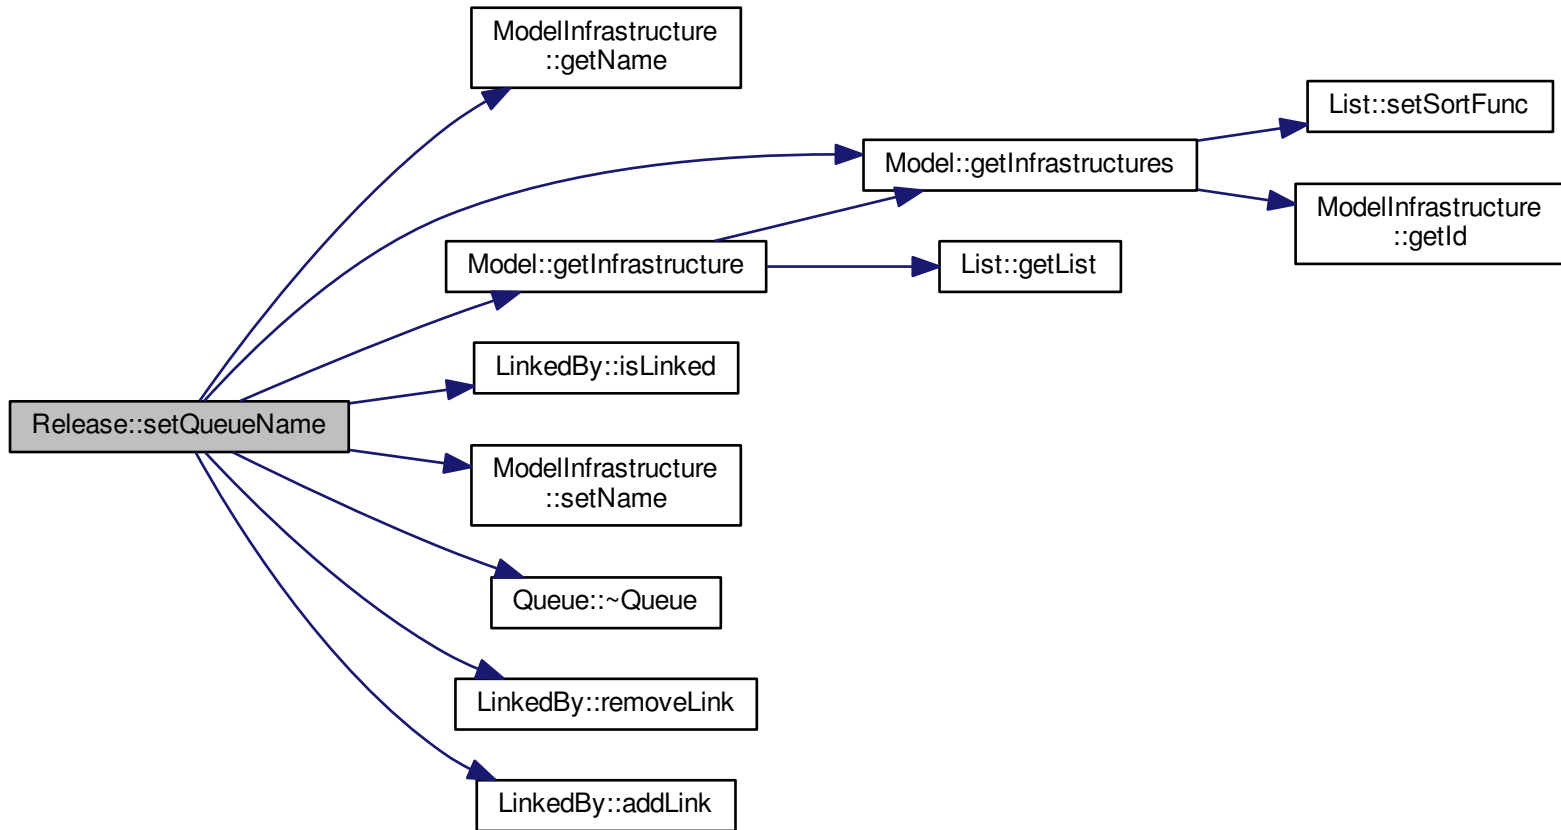 ModelInfrastructure
::getName
List::setSortFunc
Model::getInfrastructures
ModelInfrastructure
::getId
Model::getInfrastructure
List::getList
LinkedBy::isLinked
Release::setQueueName
ModelInfrastructure
::setName
Queue::~Queue
LinkedBy::removeLink
LinkedBy::addLink